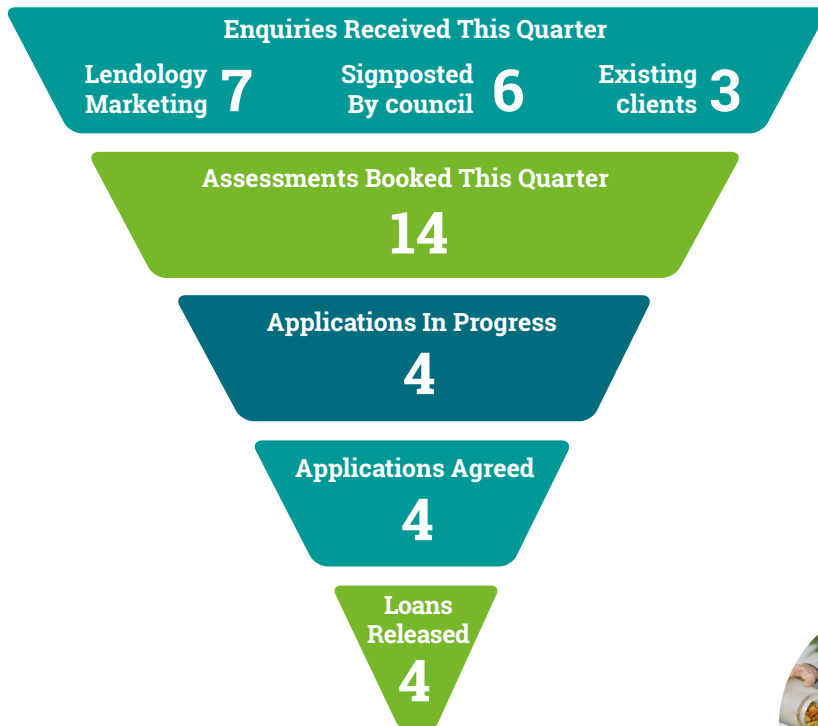 Enquiries Received This Quarter
Lendology
Marketing 7
Signposted
By council 6
Existing
clients 3
Assessments Booked This Quarter
14
Applications In Progress
4
Applications Agreed
4
Loans
Released
4